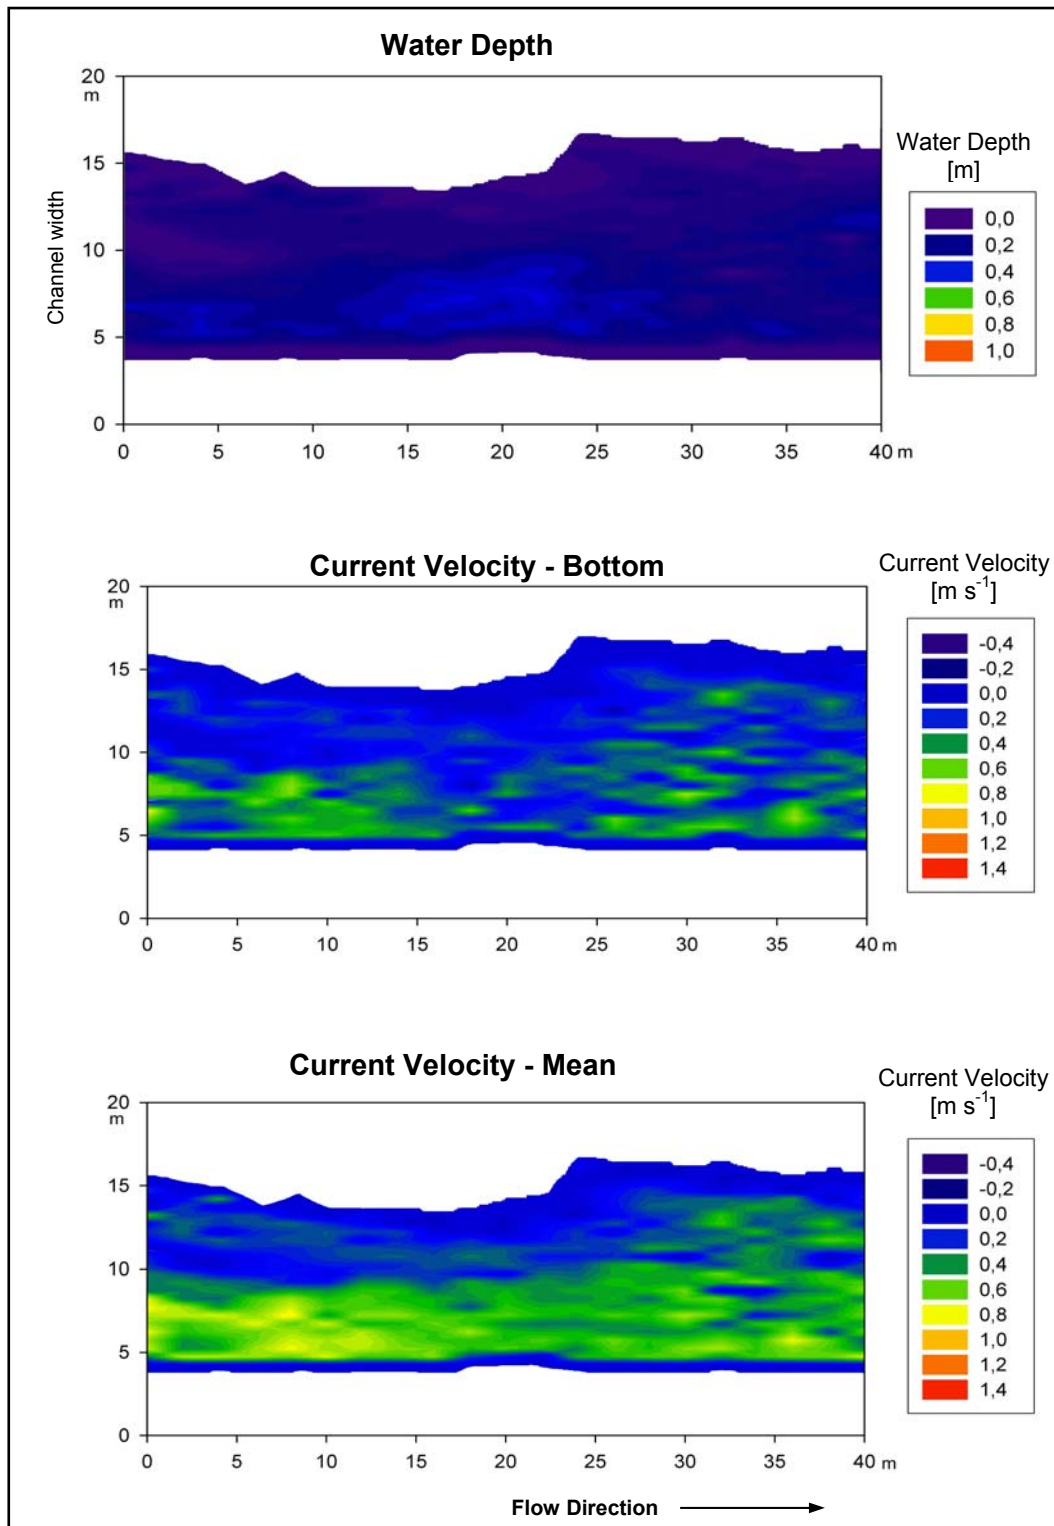 Water Depth
20
m
15
10
5
0
Channel width
0 5 10 15 20 25 30 35 40 m
Water Depth
[m]
0,0
0,2
0,4
0,6
0,8
1,0
Current Velocity - Bottom
20
m
15
10
5
0
0 5 10 15 20 25 30 35 40 m
Current Velocity
[m s-1]
-0,4
-0,2
0,0
0,2
0,4
0,6
0,8
1,0
1,2
1,4
Current Velocity - Mean
20
m
15
10
5
0
0 5 10 15 20 25 30 35 40 m
Current Velocity
[m s-1]
-0,4
-0,2
0,0
0,2
0,4
0,6
0,8
1,0
1,2
1,4
Flow Direction